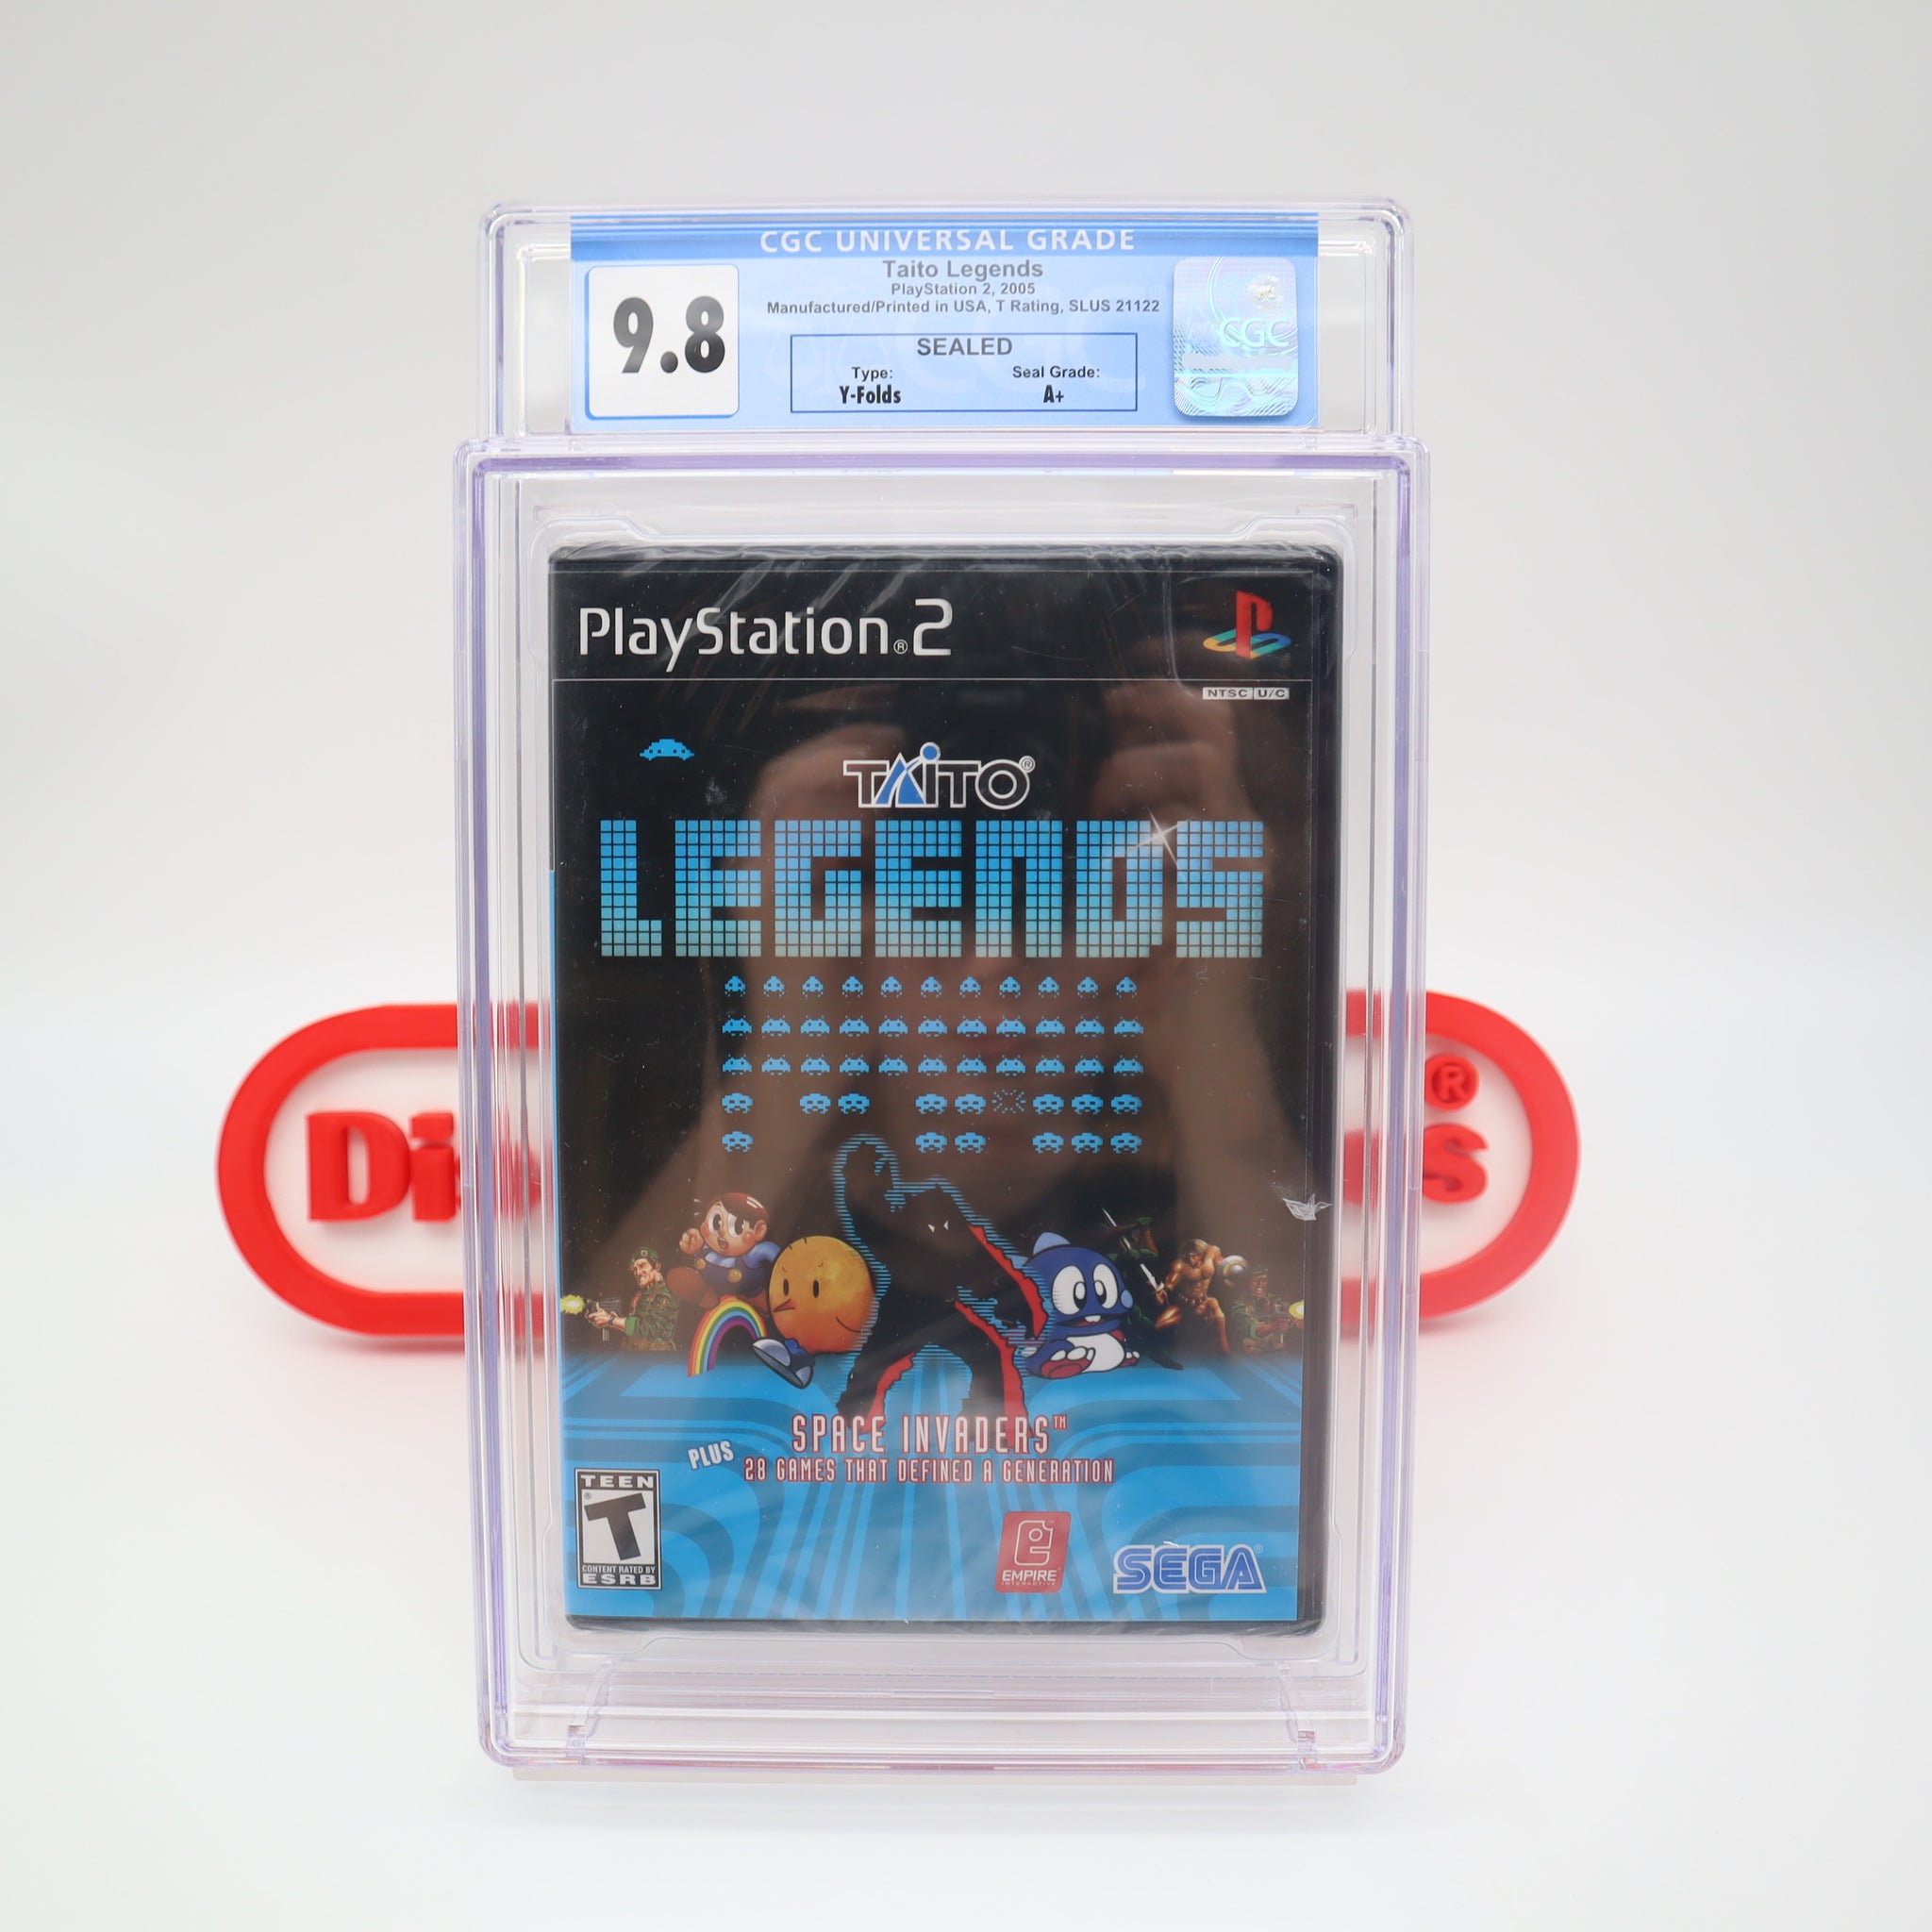 CGC UNIVERSAL GRADE
9.8
Taito Legends
PlayStation 2, 2005
Manufactured/Printed in USA, T Rating, SLUS 21122
SEALED
Type: Seal Grade:
Y-Folds A+
CGC
PlayStation®2
NTSC U/C
TAITO®
LEGENDS
SPACE INVADERS™
PLUS 28 GAMES THAT DEFINED A GENERATION
TEEN
T
CONTENT RATED BY
ESRB
EMPIRE
INTERACTIVE
SEGA®
®